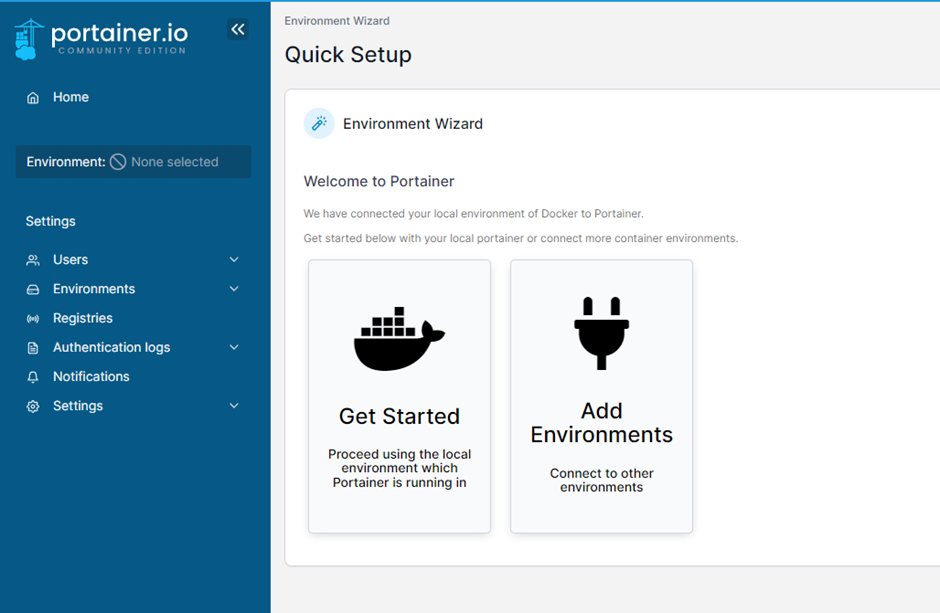 portainer.io
COMMUNITY EDITION
Home
Environment: None selected
Settings
Users
Environments
Registries
Authentication logs
Notifications
Settings
Environment Wizard
Quick Setup
Environment Wizard
Welcome to Portainer
We have connected your local environment of Docker to Portainer.
Get started below with your local portainer or connect more container environments.
Get Started
Proceed using the local
environment which
Portainer is running in
Add
Environments
Connect to other
environments